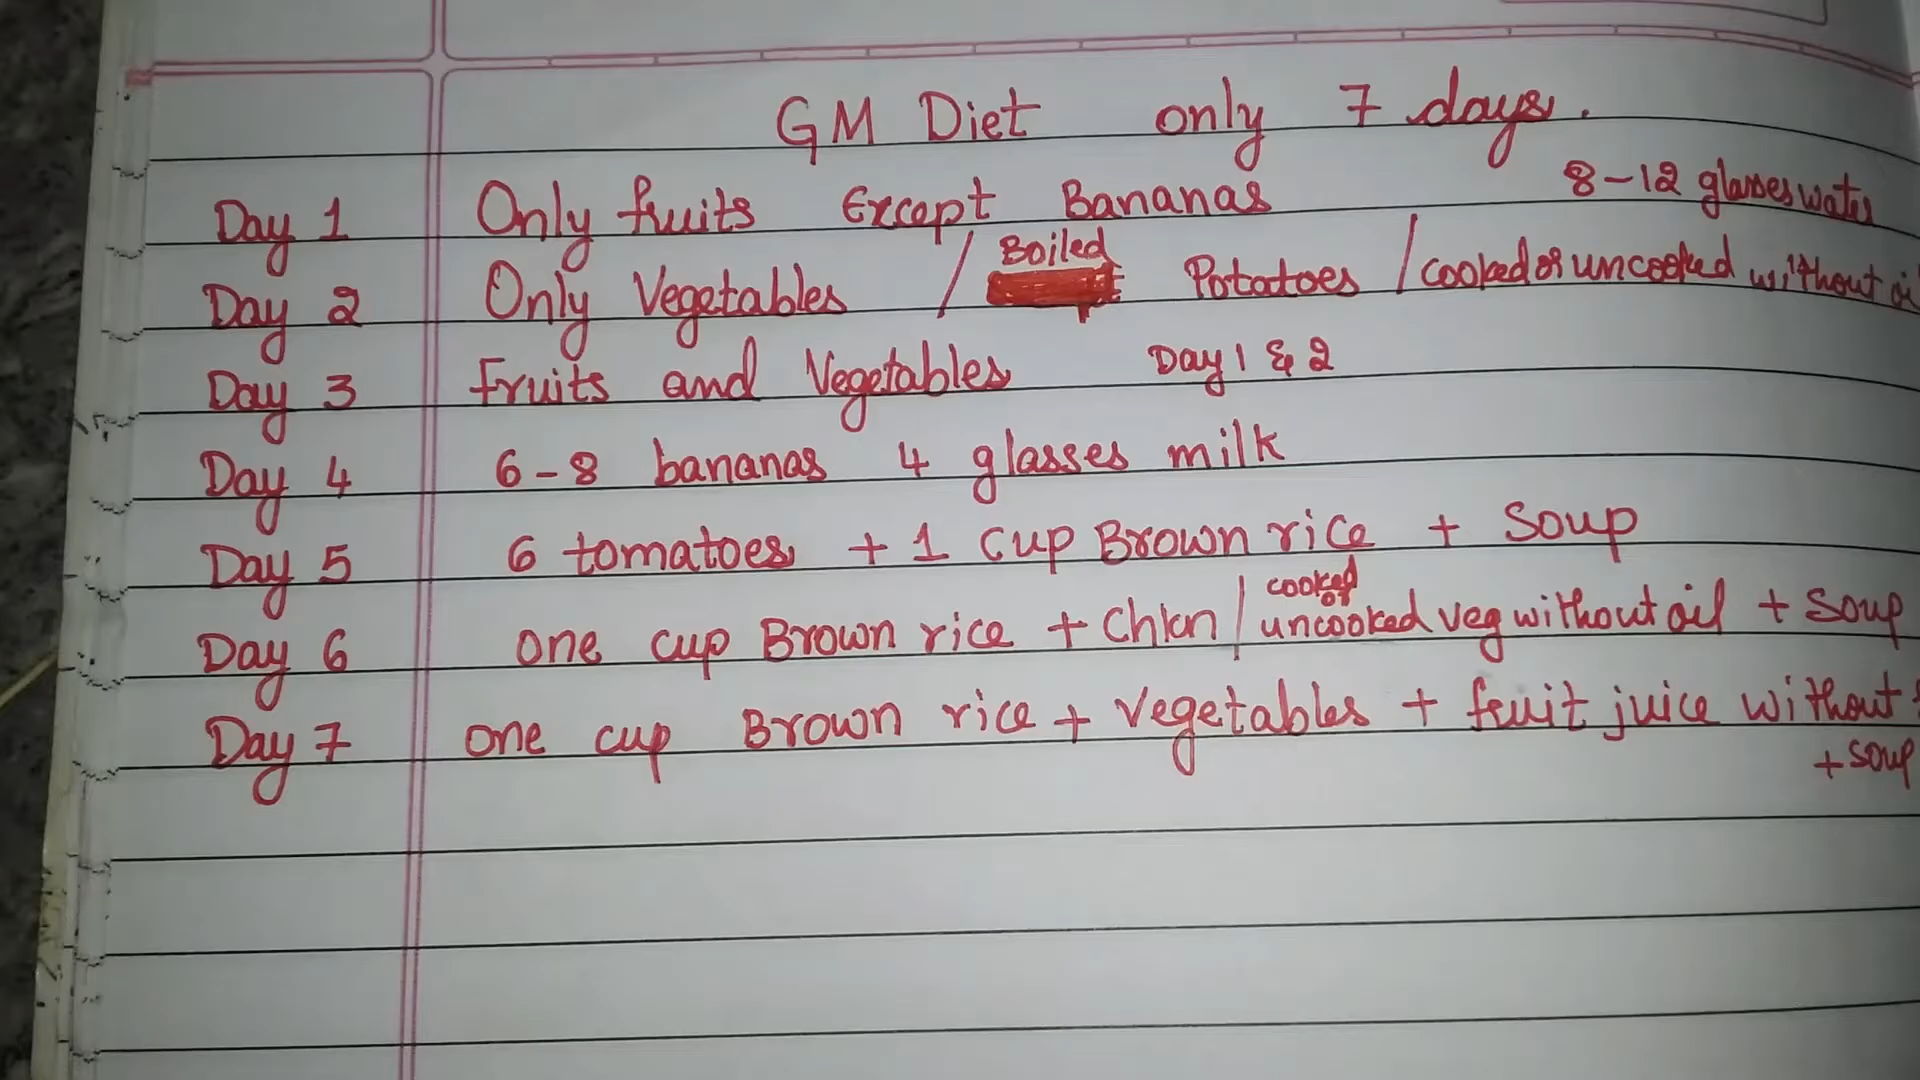 GM Diet only 7 days.
Day 1 Only fruits Except Bananas 8-12 glasses water
Day 2 Only Vegetables / Boiled Potatoes / cooked or uncooked without
Day 3 Fruits and Vegetables Day 1 & 2
Day 4 6-8 bananas 4 glasses milk
Day 5 6 tomatoes + 1 cup Brown rice + Soup
Day 6 one cup Brown rice + Chkn / cooked or uncooked veg without oil + Soup
Day 7 one cup Brown rice + Vegetables + fruit juice without
+ soup